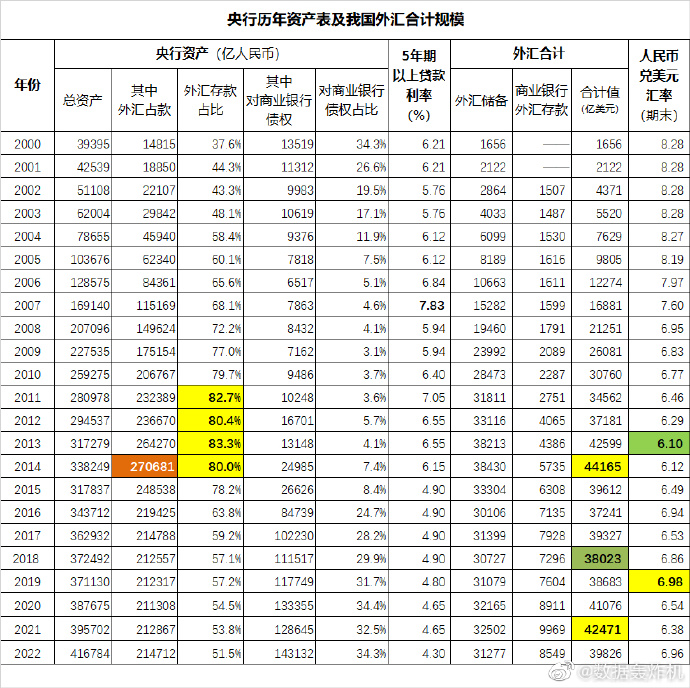 央行历年资产表及我国外汇合计规模
年份 央行资产（亿人民币） 5年期以上贷款利率（%） 外汇合计 人民币兑美元汇率（期末）
总资产 其中外汇占款 外汇存款占比 其中对商业银行债权 对商业银行债权占比 外汇储备 商业银行外汇存款 合计值(亿美元)
2000 39395 14815 37.6% 13519 34.3% 6.21 1656 —— 1656 8.28
2001 42539 18850 44.3% 11312 26.6% 6.21 2122 —— 2122 8.28
2002 51108 22107 43.3% 9983 19.5% 5.76 2864 1507 4371 8.28
2003 62004 29842 48.1% 10619 17.1% 5.76 4033 1487 5520 8.28
2004 78655 45940 58.4% 9376 11.9% 6.12 6099 1530 7629 8.27
2005 103676 62340 60.1% 7818 7.5% 6.12 8189 1616 9805 8.19
2006 128575 84361 65.6% 6517 5.1% 6.84 10663 1611 12274 7.97
2007 169140 115169 68.1% 7863 4.6% 7.83 15282 1599 16881 7.60
2008 207096 149624 72.2% 8432 4.1% 5.94 19460 1791 21251 6.95
2009 227535 175154 77.0% 7162 3.1% 5.94 23992 2089 26081 6.83
2010 259275 206767 79.7% 9486 3.7% 6.40 28473 2287 30760 6.77
2011 280978 232389 82.7% 10248 3.6% 7.05 31811 2751 34562 6.46
2012 294537 236670 80.4% 16701 5.7% 6.55 33116 4065 37181 6.29
2013 317279 264270 83.3% 13148 4.1% 6.55 38213 4386 42599 6.10
2014 338249 270681 80.0% 24985 7.4% 6.15 38430 5735 44165 6.12
2015 317837 248538 78.2% 26626 8.4% 4.90 33304 6308 39612 6.49
2016 343712 219425 63.8% 84739 24.7% 4.90 30106 7135 37241 6.94
2017 362932 214788 59.2% 102230 28.2% 4.90 31399 7928 39327 6.53
2018 372492 212557 57.1% 111517 29.9% 4.90 30727 7296 38023 6.86
2019 371130 212317 57.2% 117749 31.7% 4.80 31079 7604 38683 6.98
2020 387675 211308 54.5% 133355 34.4% 4.65 32165 8911 41076 6.54
2021 395702 212867 53.8% 128645 32.5% 4.65 32502 9969 42471 6.38
2022 416784 214712 51.5% 143132 34.3% 4.30 31277 8549 39826 6.96
@数据轰炸机